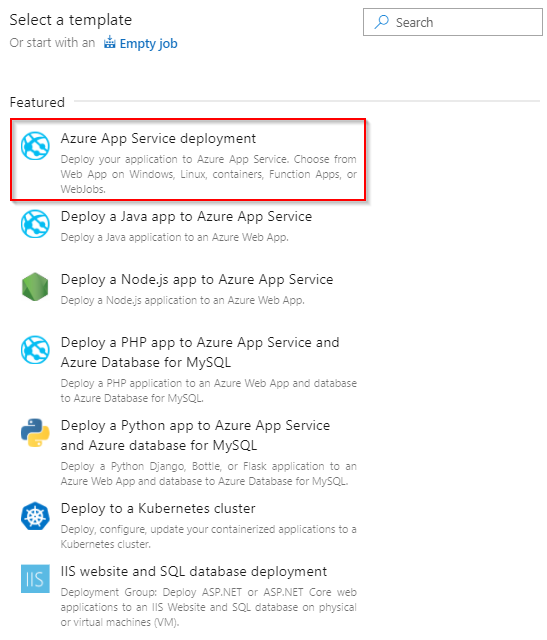 Select a template
Search
Or start with an Empty job
Featured
Azure App Service deployment
Deploy your application to Azure App Service. Choose from
Web App on Windows, Linux, containers, Function Apps, or
WebJobs.
Deploy a Java app to Azure App Service
Deploy a Java application to an Azure Web App.
Deploy a Node.js app to Azure App Service
Deploy a Node.js application to an Azure Web App.
Deploy a PHP app to Azure App Service and
Azure Database for MySQL
Deploy a PHP application to an Azure Web App and database
to Azure Database for MySQL.
Deploy a Python app to Azure App Service
and Azure database for MySQL
Deploy a Python Django, Bottle, or Flask application to an
Azure Web App and database to Azure Database for MySQL.
Deploy to a Kubernetes cluster
Deploy, configure, update your containerized applications to a
Kubernetes cluster.
IIS
IIS website and SQL database deployment
Deployment Group: Deploy ASP.NET or ASP.NET Core web
applications to an IIS Website and SQL database on physical
or virtual machines (VM).